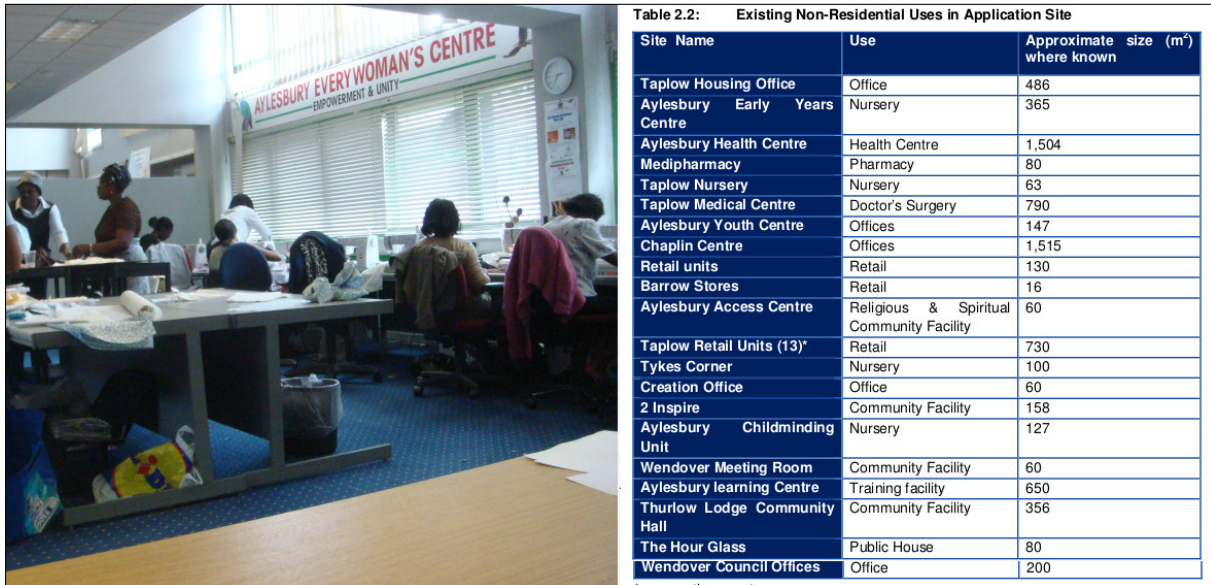 AYLESBURY EVERYWOMAN'S CENTRE
EMPOWERMENT & UNITY
Table 2.2: Existing Non-Residential Uses in Application Site
Site Name Use Approximate size (m²)
where known
Taplow Housing Office Office 486
Aylesbury Early Years Nursery 365
Centre
Aylesbury Health Centre Health Centre 1,504
Medipharmacy Pharmacy 80
Taplow Nursery Nursery 63
Taplow Medical Centre Doctor's Surgery 790
Aylesbury Youth Centre Offices 147
Chaplin Centre Offices 1,515
Retail units Retail 130
Barrow Stores Retail 16
Aylesbury Access Centre Religious & Spiritual 60
Community Facility
Taplow Retail Units (13)* Retail 730
Tykes Corner Nursery 100
Creation Office Office 60
2 Inspire Community Facility 158
Aylesbury Childminding Nursery 127
Unit
Wendover Meeting Room Community Facility 60
Aylesbury learning Centre Training facility 650
Thurlow Lodge Community Community Facility 356
Hall
The Hour Glass Public House 80
Wendover Council Offices Office 200